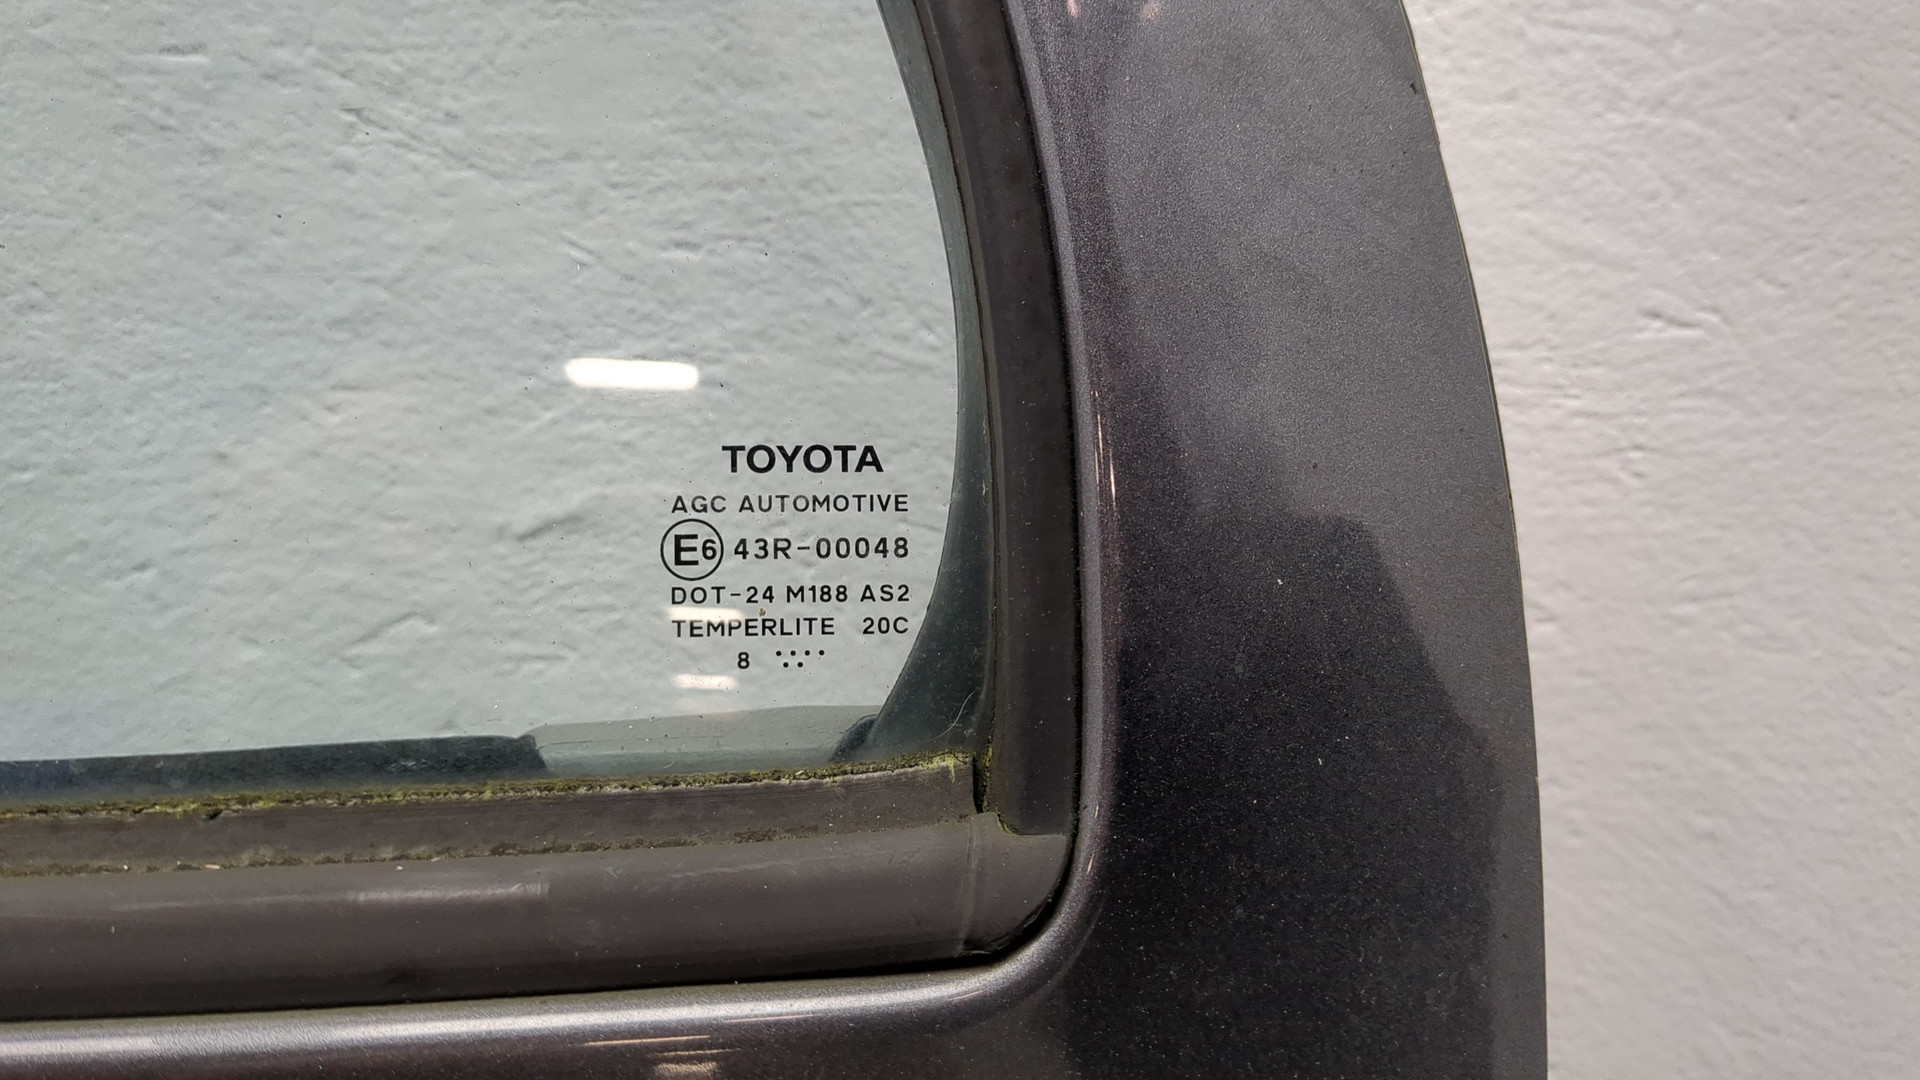 TOYOTA
AGC AUTOMOTIVE
E6 43R-00048
DOT-24 M188 AS2
TEMPERLITE 20C
8